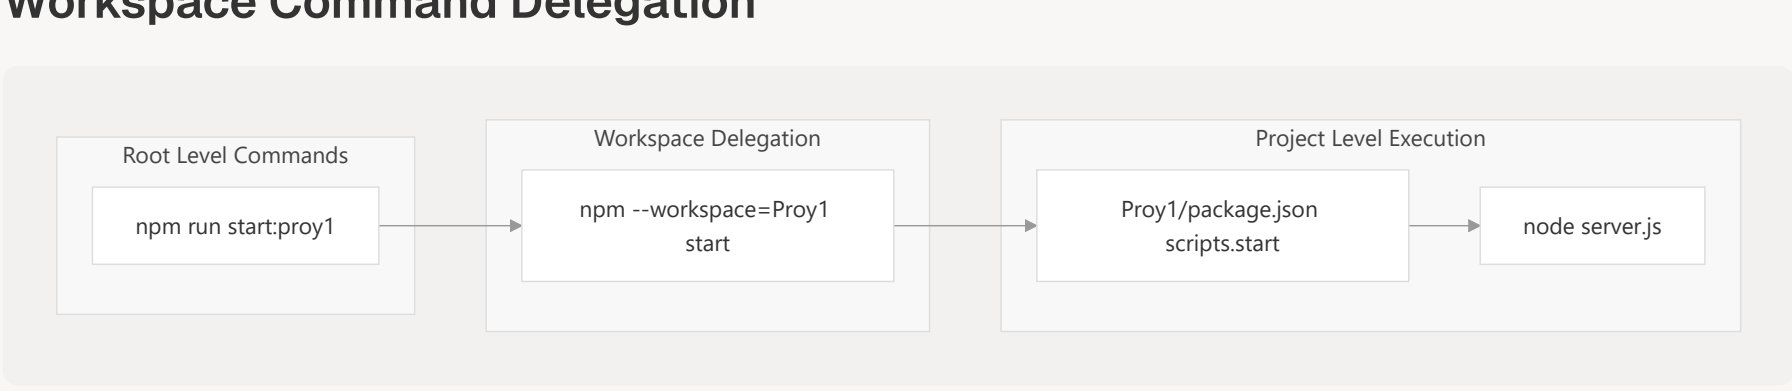 Workspace Command Delegation
Root Level Commands
npm run start:proy1
Workspace Delegation
npm --workspace=Proy1
start
Project Level Execution
Proy1/package.json
scripts.start
node server.js